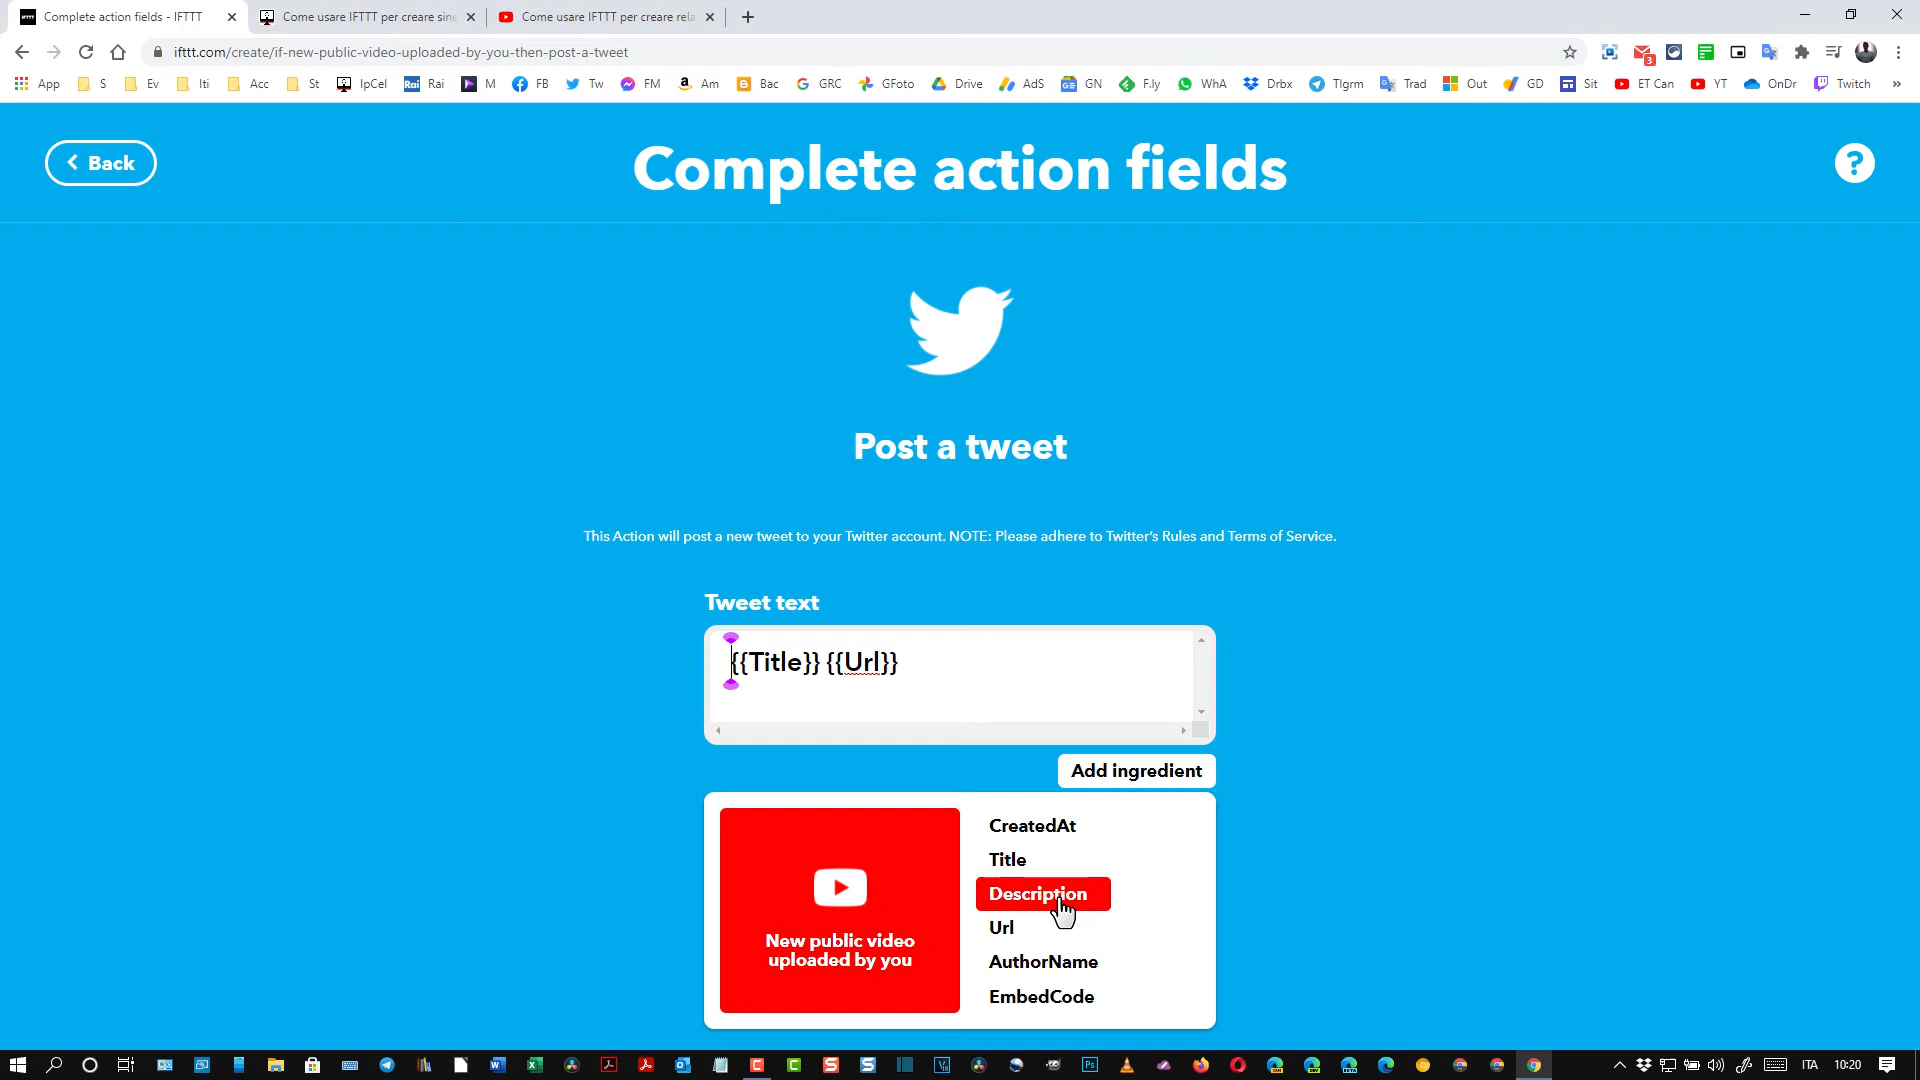 Complete action fields - IFTTT
Come usare IFTTT per creare sine
Come usare IFTTT per creare rela
ifttt.com/create/if-new-public-video-uploaded-by-you-then-post-a-tweet
3
App S Ev Iti Acc St IpCel Rai Rai M FB Tw FM Am Bac GRC GFoto Drive AdS GN F.ly WhA Drbx Tlgrm Trad Out GD Sit ET Can YT OnDr Twitch »
Back
Complete action fields
?
Post a tweet
This Action will post a new tweet to your Twitter account. NOTE: Please adhere to Twitter's Rules and Terms of Service.
Tweet text
{{Title}} {{Url}}
Add ingredient
New public video
uploaded by you
CreatedAt
Title
Description
Url
AuthorName
EmbedCode
ITA 10:20